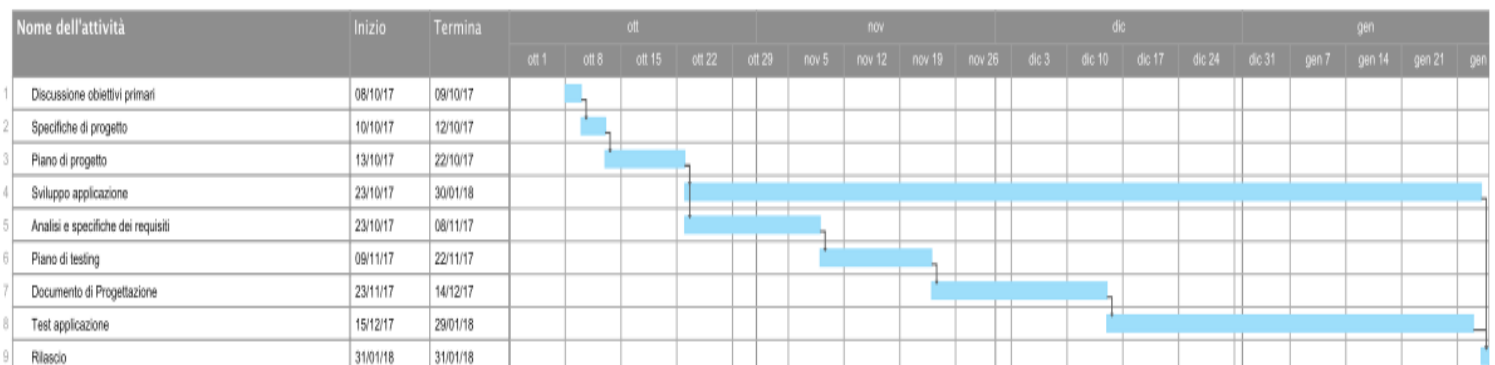 Nome dell'attività Inizio Termina ott nov dic gen
ott 1 ott 8 ott 15 ott 22 ott 29 nov 5 nov 12 nov 19 nov 26 dic 3 dic 10 dic 17 dic 24 dic 31 gen 7 gen 14 gen 21 gen
1 Discussione obiettivi primari 08/10/17 09/10/17
2 Specifiche di progetto 10/10/17 12/10/17
3 Piano di progetto 13/10/17 22/10/17
4 Sviluppo applicazione 23/10/17 30/01/18
5 Analisi e specifiche dei requisiti 23/10/17 08/11/17
6 Piano di testing 09/11/17 22/11/17
7 Documento di Progettazione 23/11/17 14/12/17
8 Test applicazione 15/12/17 29/01/18
9 Rilascio 31/01/18 31/01/18